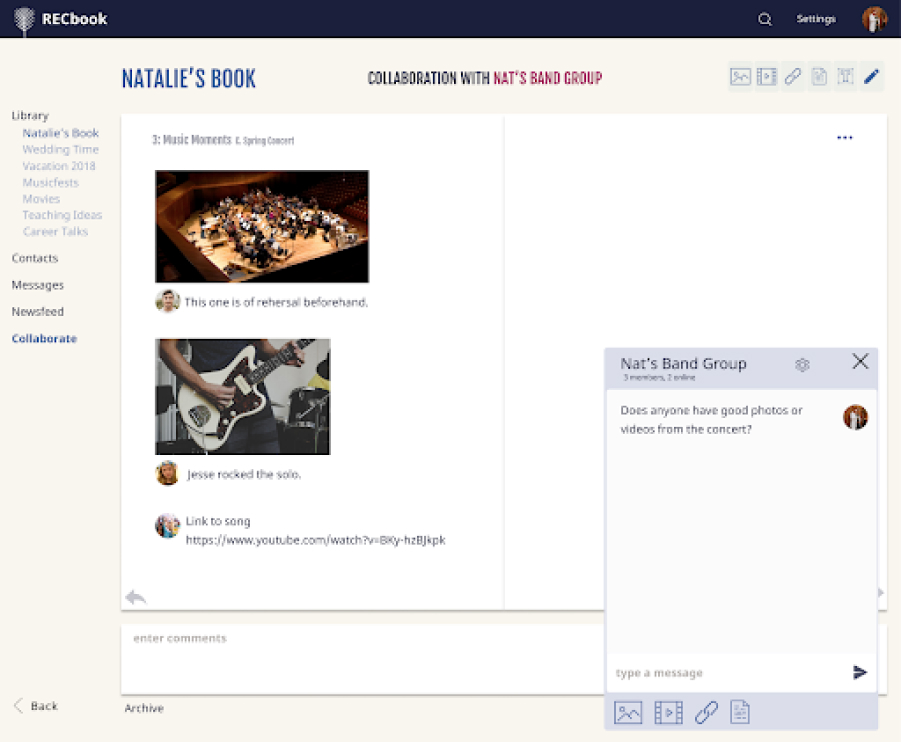 RECbook
Settings
NATALIE'S BOOK
COLLABORATION WITH NAT'S BAND GROUP
Library
Natalie's Book
Wedding Time
Vacation 2018
Musicfests
Movies
Teaching Ideas
Career Talks
Contacts
Messages
Newsfeed
Collaborate
Back
3: Music Moments C. Spring Concert
This one is of rehersal beforehand.
Jesse rocked the solo.
Link to song
https://www.youtube.com/watch?v=BKy-hzBJkpk
enter comments
Archive
Nat's Band Group
3 members, 2 online
Does anyone have good photos or
videos from the concert?
type a message